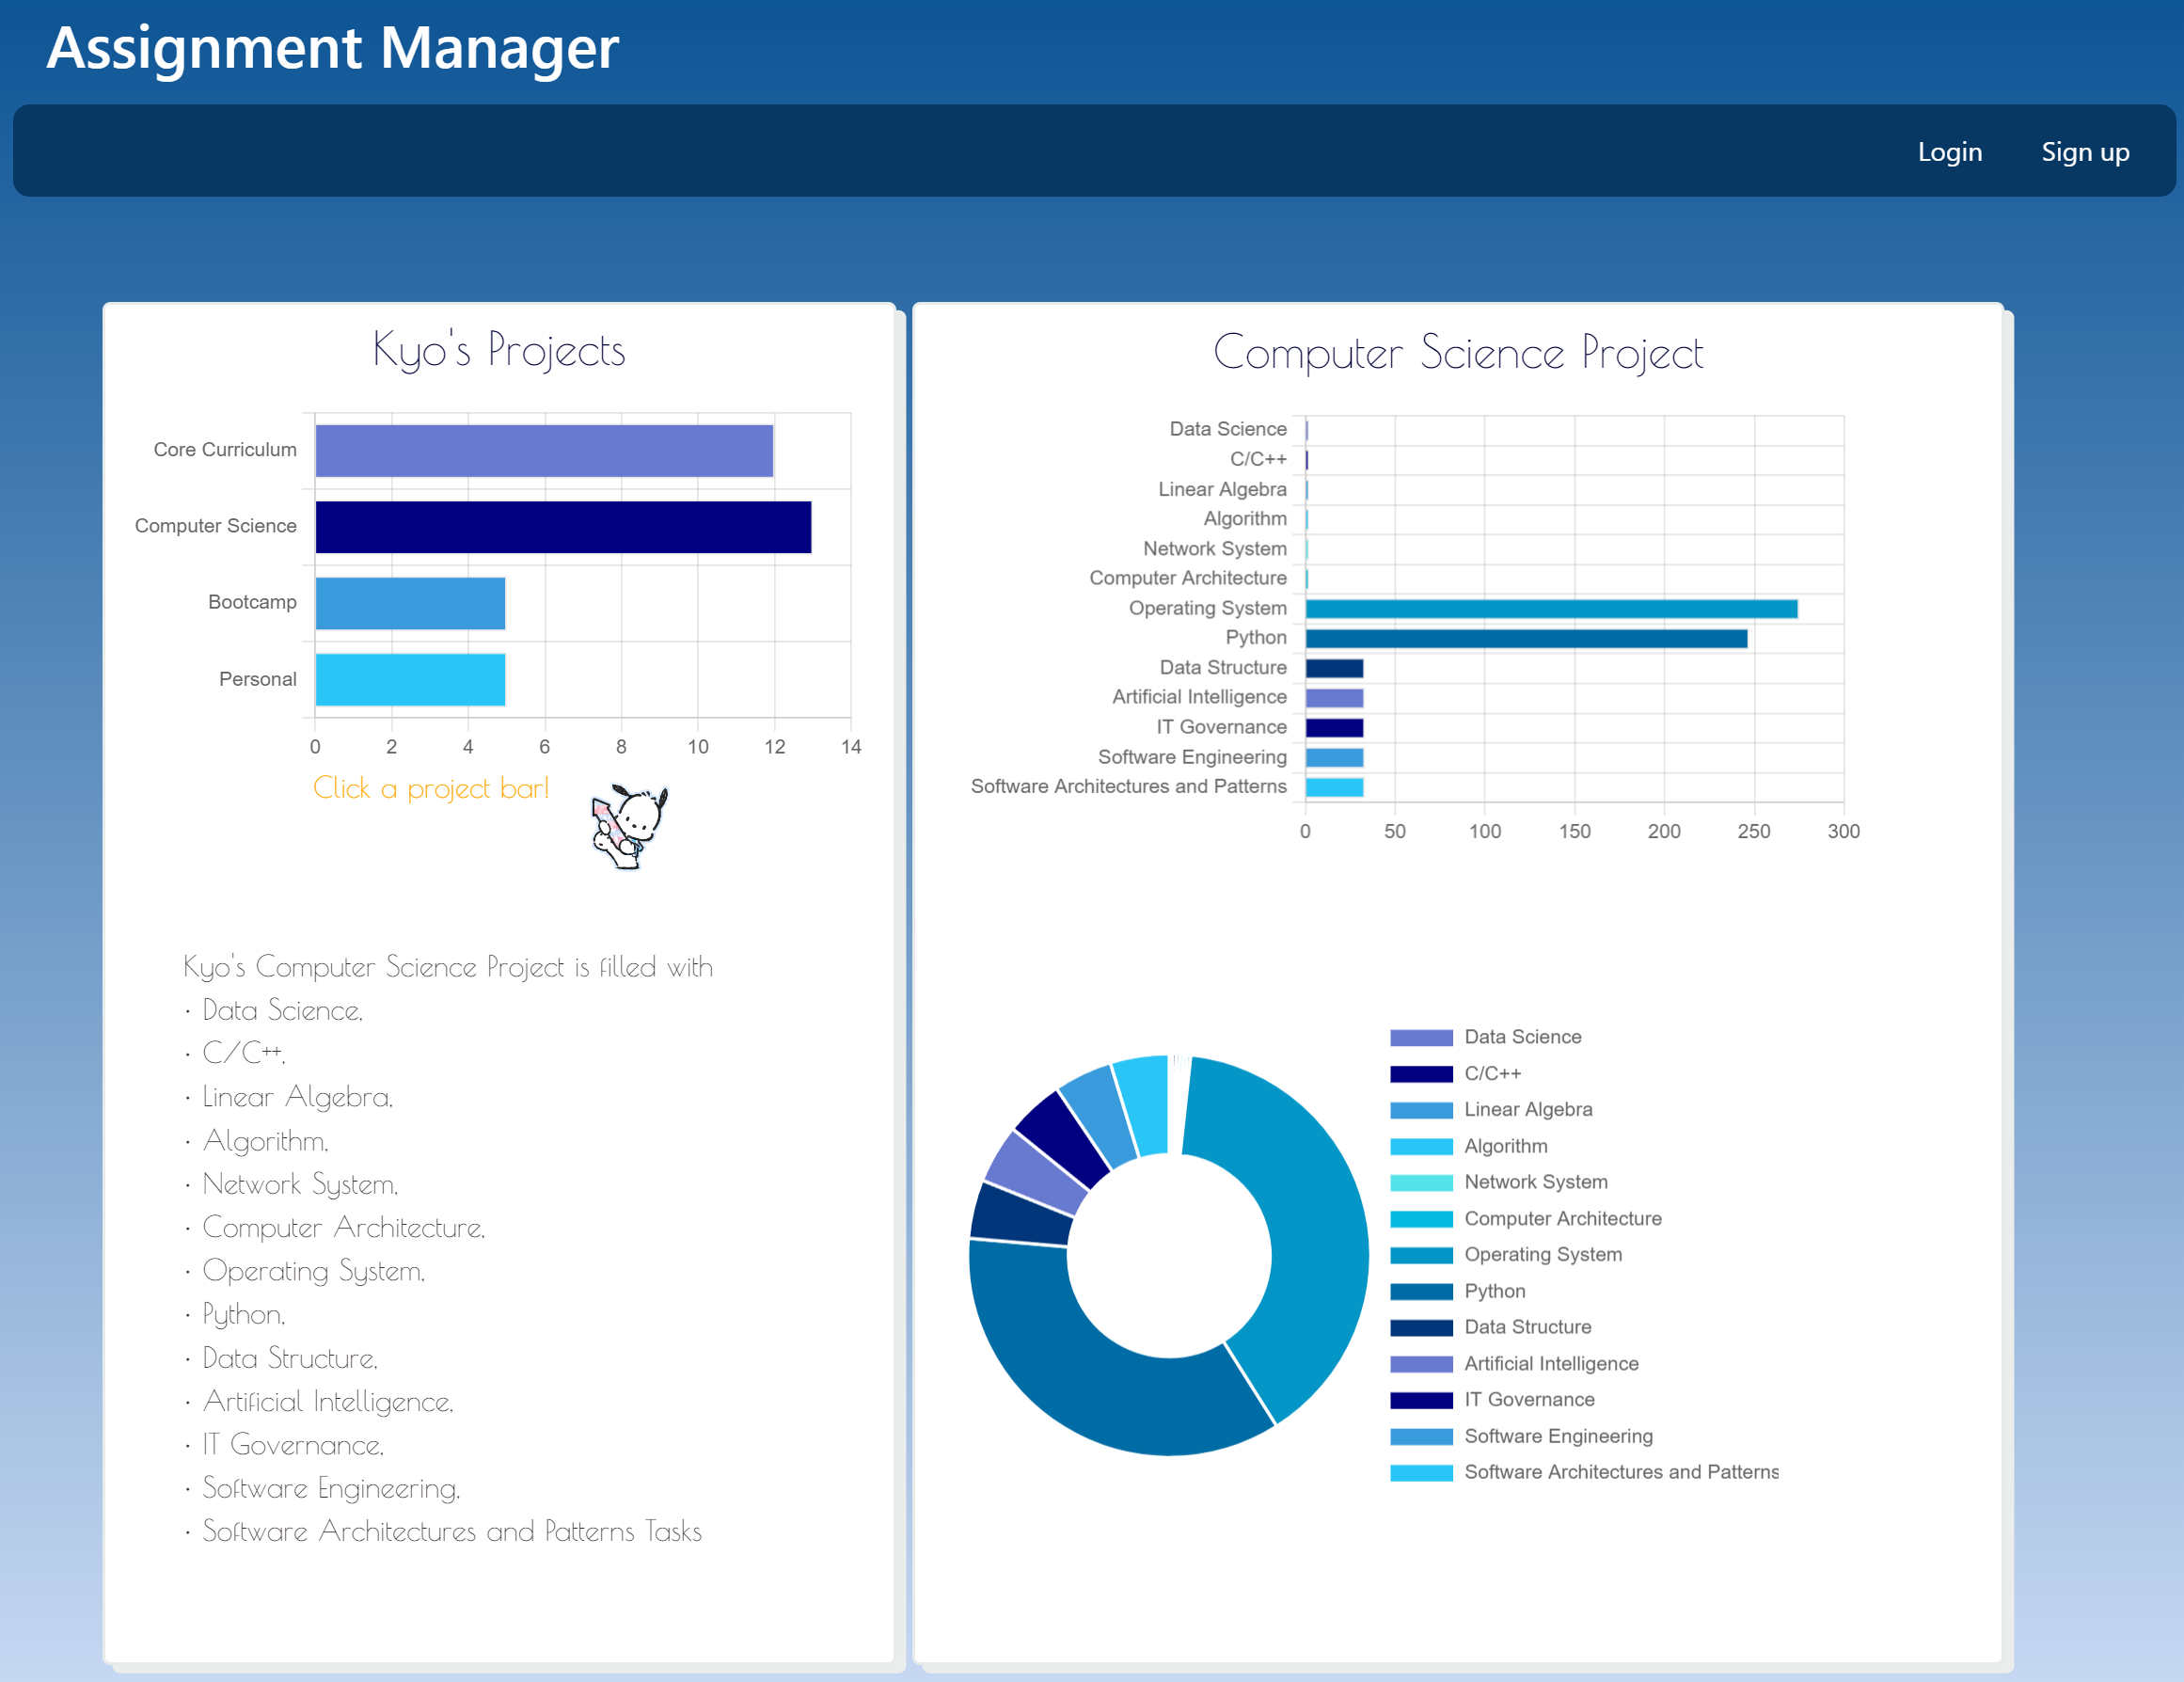 Assignment Manager
Login Sign up
Kyo's Projects
Core Curriculum
Computer Science
Bootcamp
Personal
0 2 4 6 8 10 12 14
Click a project bar!
Kyo's Computer Science Project is filled with
• Data Science,
• C/C++,
• Linear Algebra,
• Algorithm,
• Network System,
• Computer Architecture,
• Operating System,
• Python,
• Data Structure,
• Artificial Intelligence,
• IT Governance,
• Software Engineering,
• Software Architectures and Patterns Tasks
Computer Science Project
Data Science
C/C++
Linear Algebra
Algorithm
Network System
Computer Architecture
Operating System
Python
Data Structure
Artificial Intelligence
IT Governance
Software Engineering
Software Architectures and Patterns
0 50 100 150 200 250 300
Data Science
C/C++
Linear Algebra
Algorithm
Network System
Computer Architecture
Operating System
Python
Data Structure
Artificial Intelligence
IT Governance
Software Engineering
Software Architectures and Patterns